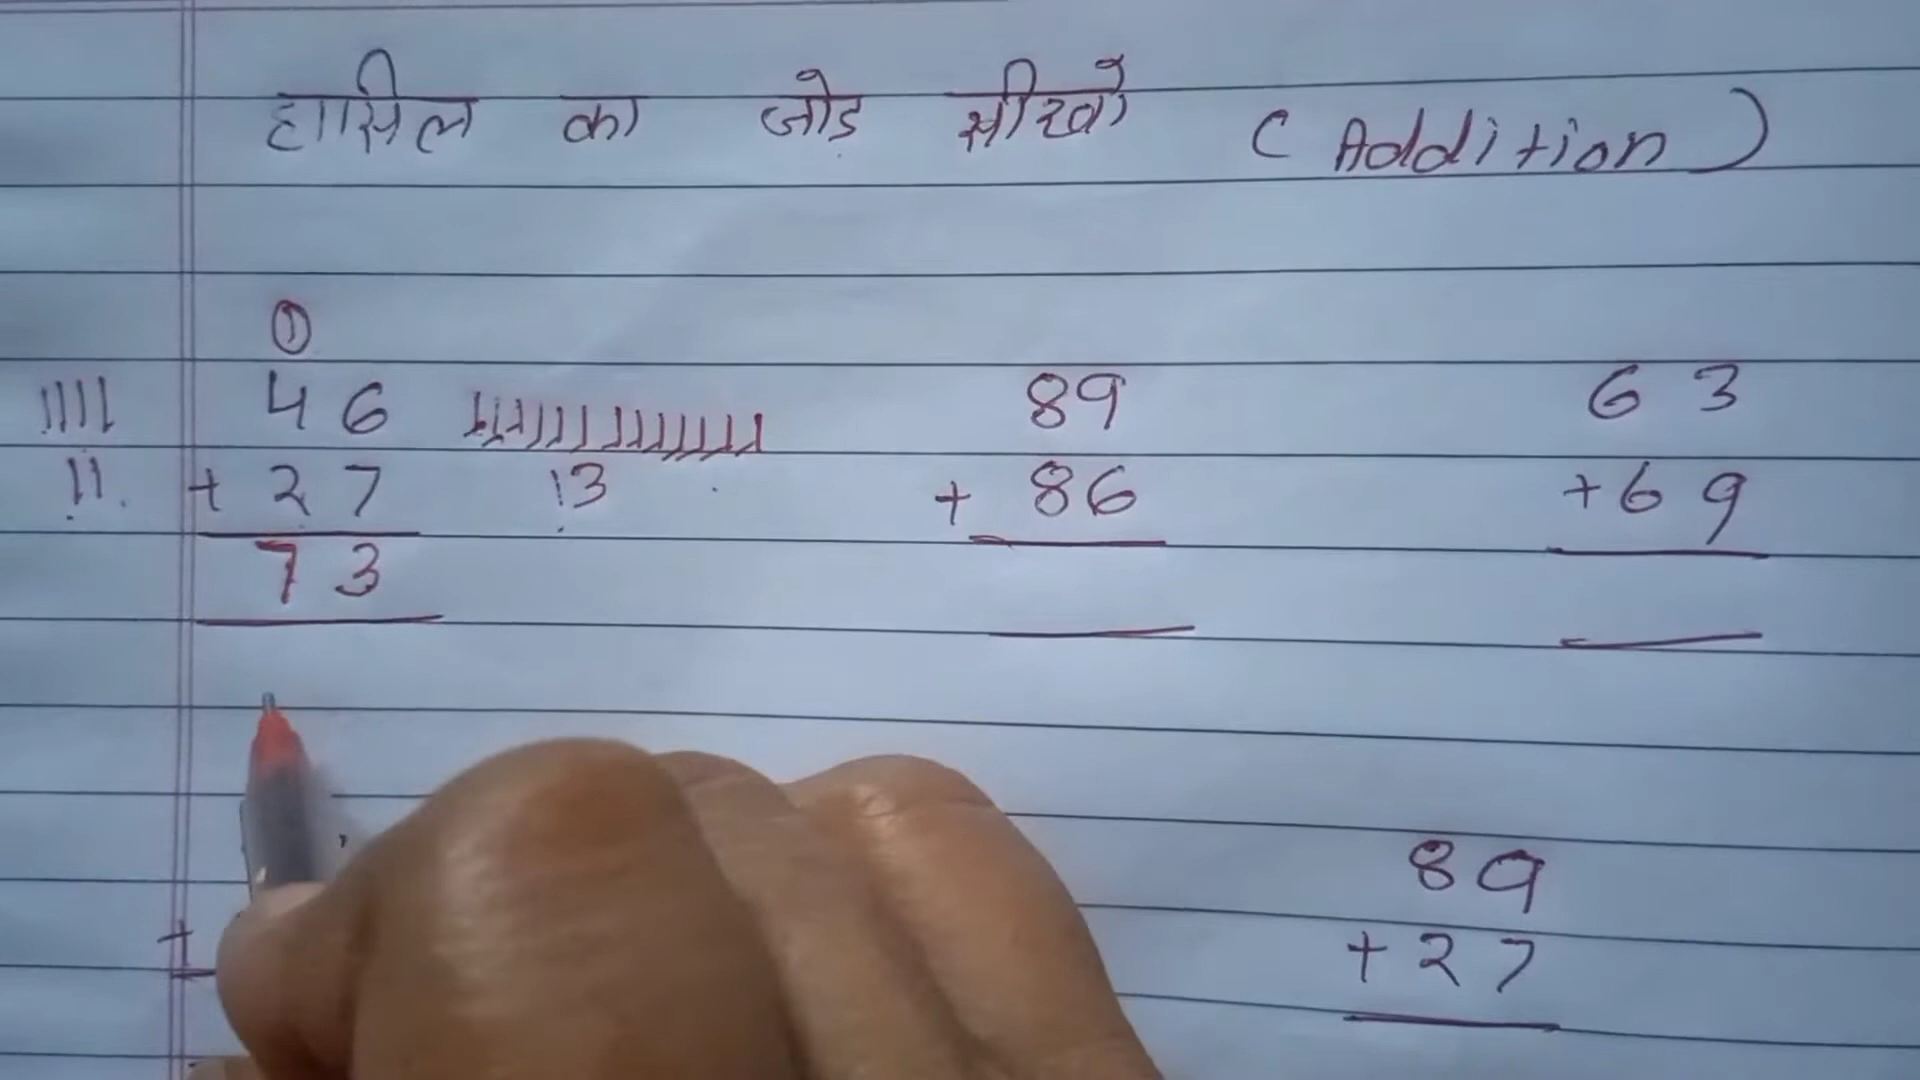 हासिल का जोड़ सीखो (Addition)
1
46 89 63
+ 27 13 + 86 + 69
73
89
+ 27